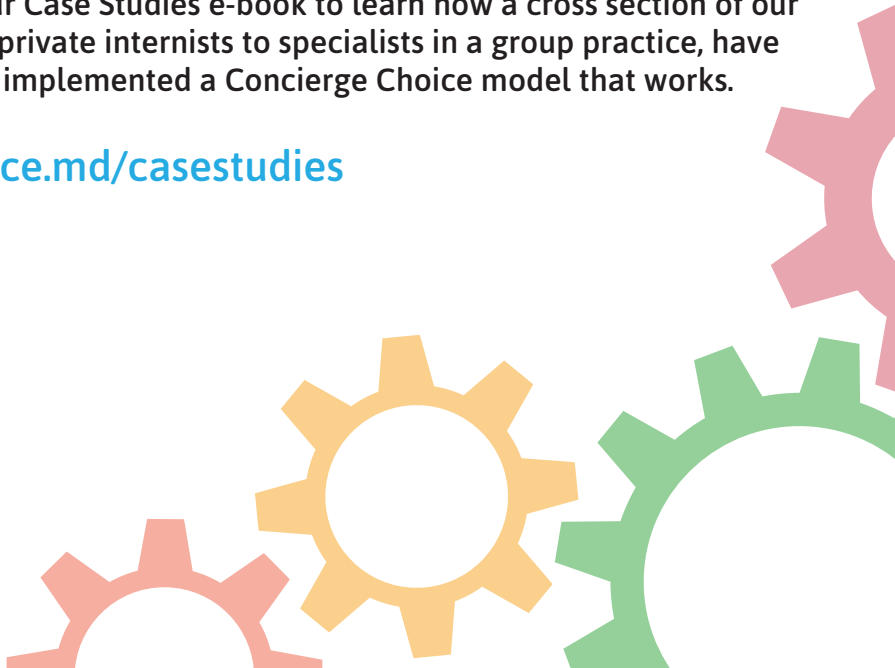 r Case Studies e-book to learn how a cross section of our
private internists to specialists in a group practice, have
implemented a Concierge Choice model that works.
ce.md/casestudies